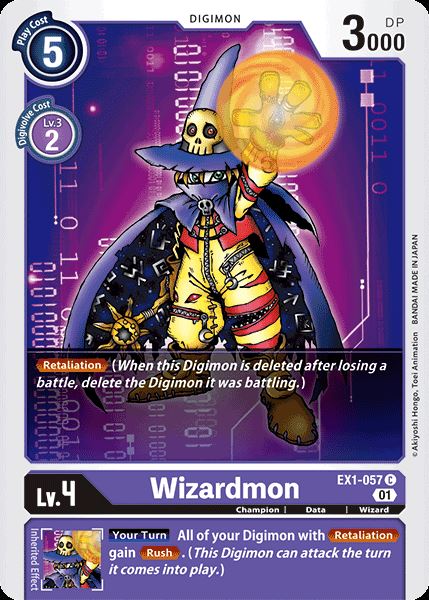 DIGIMON
Play Cost
5
DP
3000
Digivolve Cost
Lv.3
2
© Akiyoshi Hongo, Toei Animation BANDAI MADE IN JAPAN
Retaliation (When this Digimon is deleted after losing a
battle, delete the Digimon it was battling.)
Lv.4
Wizardmon
EX1-057 C
01
Champion | Data | Wizard
Inherited Effect
Your Turn All of your Digimon with Retaliation
gain Rush. (This Digimon can attack the turn
it comes into play.)